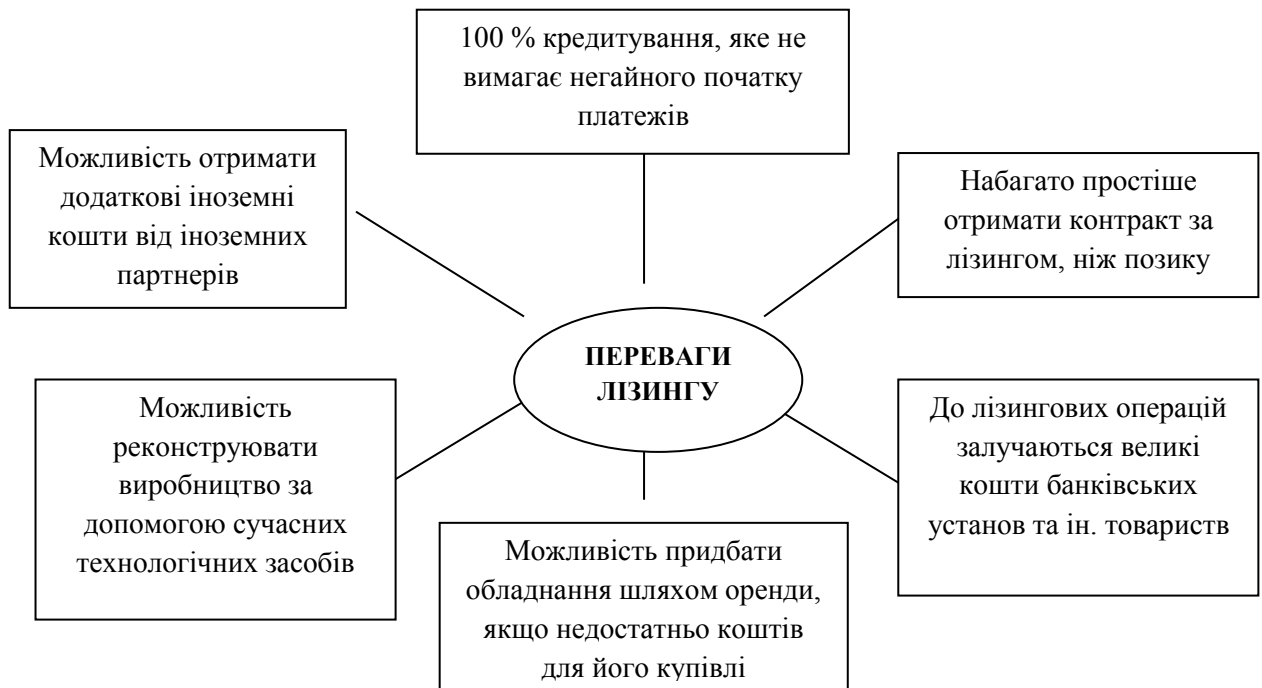 100 % кредитування, яке не
вимагає негайного початку
платежів
Можливість отримати
додаткові іноземні
кошти від іноземних
партнерів
Набагато простіше
отримати контракт за
лізингом, ніж позику
ПЕРЕВАГИ
ЛІЗИНГУ
Можливість
реконструювати
виробництво за
допомогою сучасних
технологічних засобів
До лізингових операцій
залучаються великі
кошти банківських
установ та ін. товариств
Можливість придбати
обладнання шляхом оренди,
якщо недостатньо коштів
для його купівлі